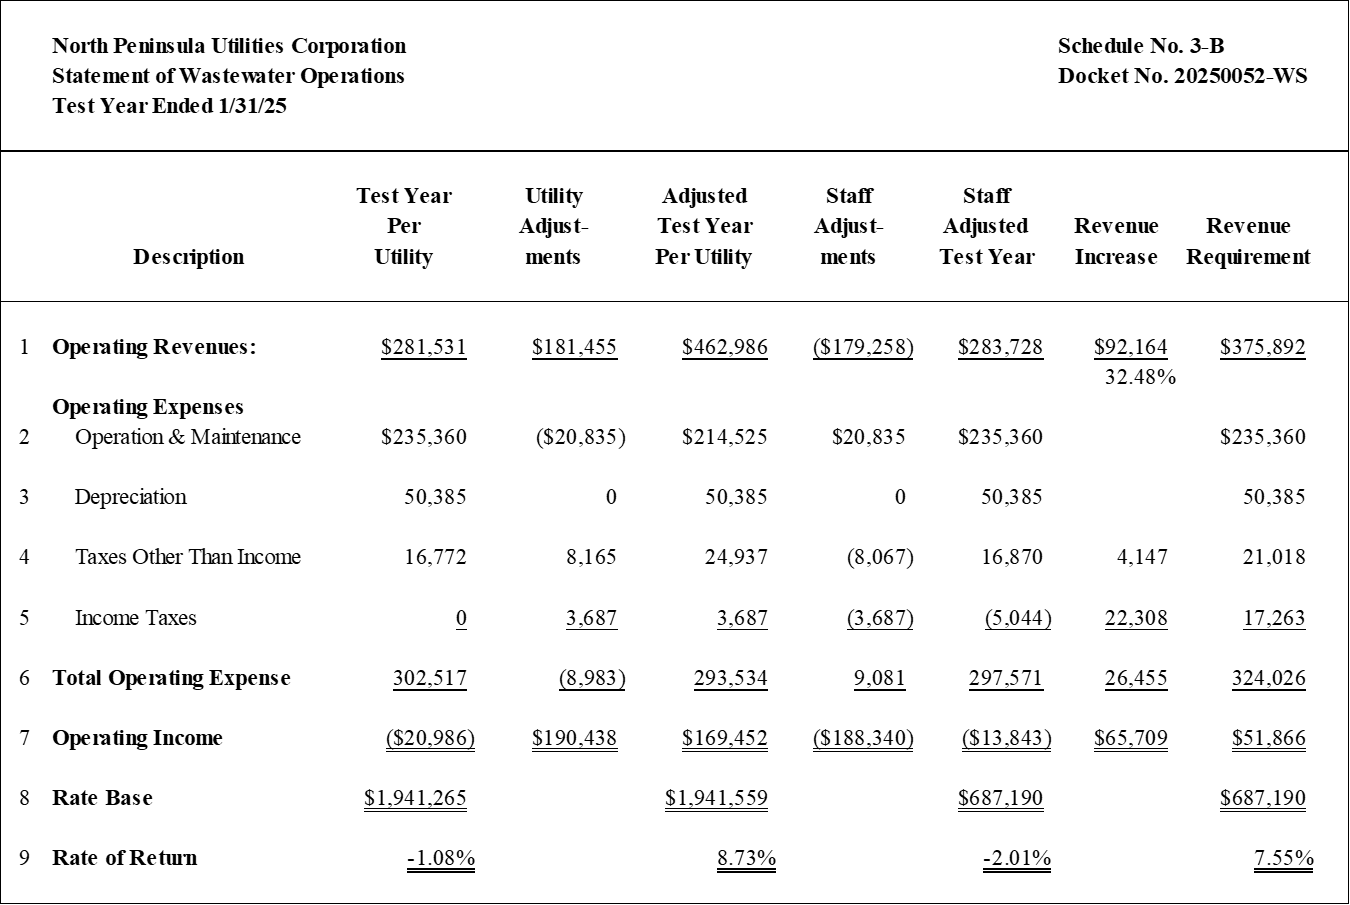 North Peninsula Utilities Corporation Schedule No. 3-B
Statement of Wastewater Operations Docket No. 20250052-WS
Test Year Ended 1/31/25
Test Year Utility Adjusted Staff Staff
Per Adjust- Test Year Adjust- Adjusted Revenue Revenue
Description Utility ments Per Utility ments Test Year Increase Requirement
1 Operating Revenues: $281,531 $181,455 $462,986 ($179,258) $283,728 $92,164 $375,892
32.48%
Operating Expenses
2 Operation & Maintenance $235,360 ($20,835) $214,525 $20,835 $235,360 $235,360
3 Depreciation 50,385 0 50,385 0 50,385 50,385
4 Taxes Other Than Income 16,772 8,165 24,937 (8,067) 16,870 4,147 21,018
5 Income Taxes 0 3,687 3,687 (3,687) (5,044) 22,308 17,263
6 Total Operating Expense 302,517 (8,983) 293,534 9,081 297,571 26,455 324,026
7 Operating Income ($20,986) $190,438 $169,452 ($188,340) ($13,843) $65,709 $51,866
8 Rate Base $1,941,265 $1,941,559 $687,190 $687,190
9 Rate of Return -1.08% 8.73% -2.01% 7.55%